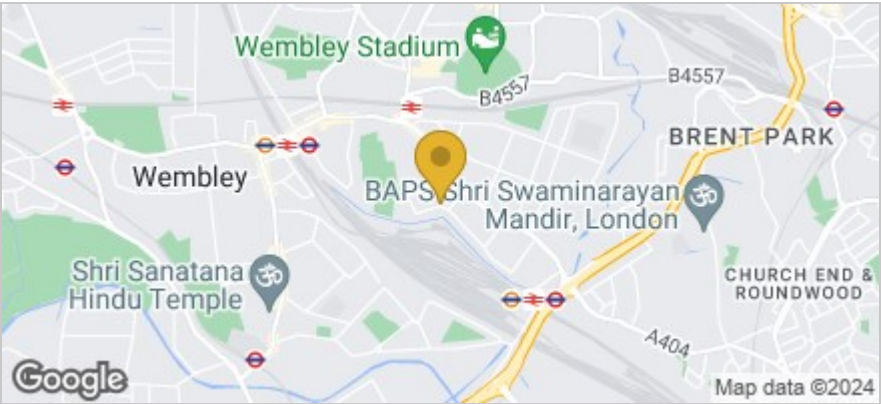 Wembley Stadium
B4557
B4557
BRENT PARK
Wembley
BAPS Shri Swaminarayan
Mandir, London
Shri Sanatana
Hindu Temple
CHURCH END &
ROUNDWOOD
A404
Google
Map data ©2024